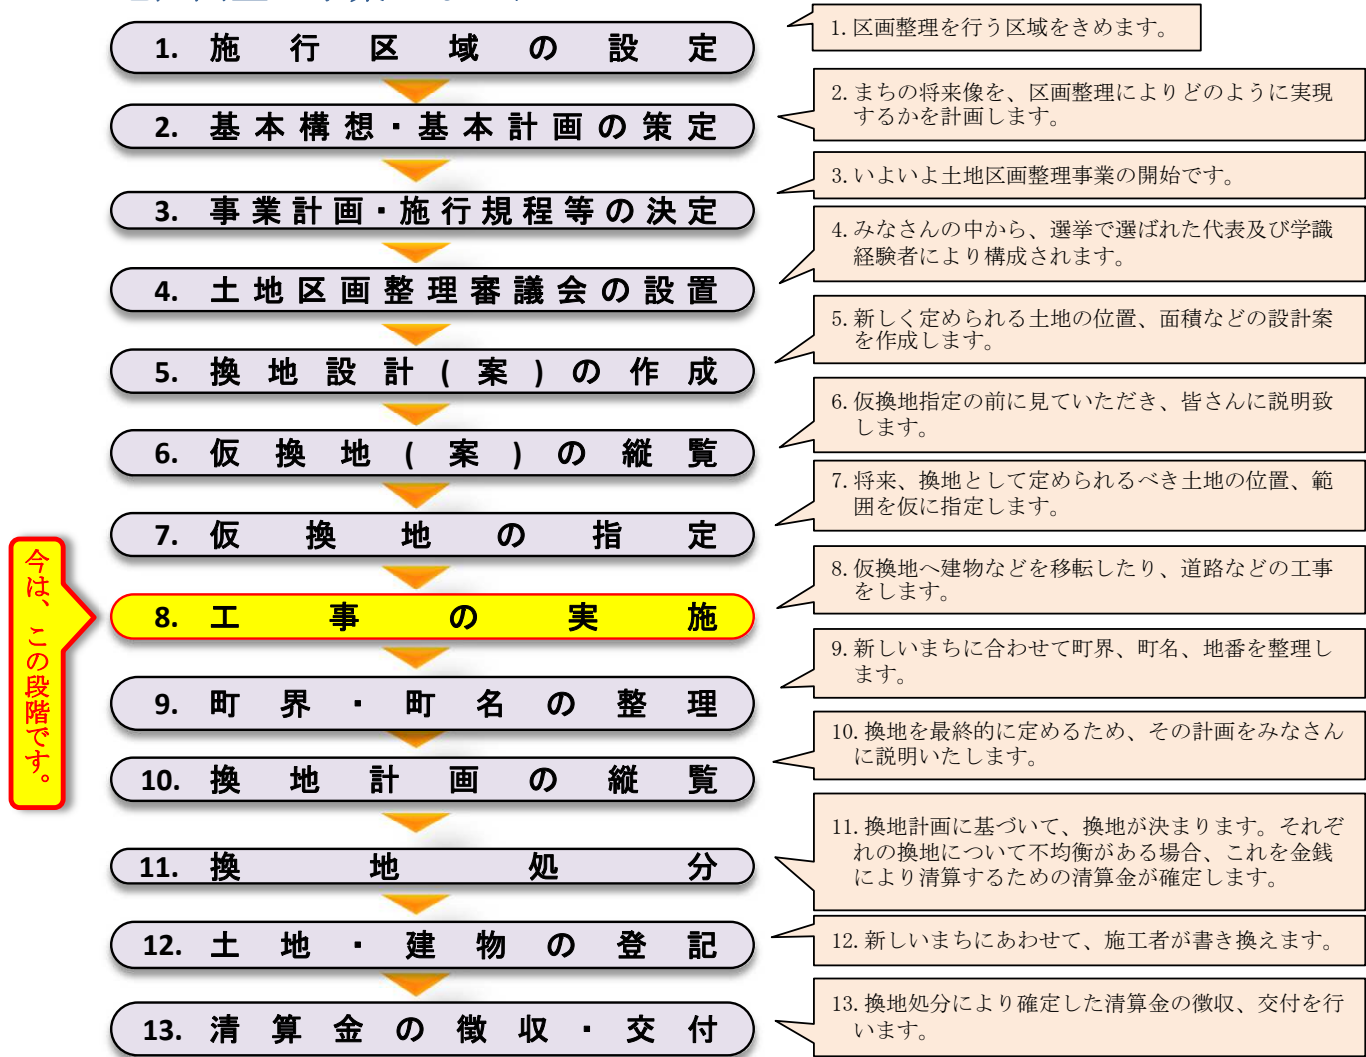 1. 施行区域の設定
1. 区画整理を行う区域をきめます。
2. 基本構想・基本計画の策定
2. まちの将来像を、区画整理によりどのように実現
するかを計画します。
3. 事業計画・施行規程等の決定
3. いよいよ土地区画整理事業の開始です。
4. 土地区画整理審議会の設置
4. みなさんの中から、選挙で選ばれた代表及び学識
経験者により構成されます。
5. 換地設計(案)の作成
5. 新しく定められる土地の位置、面積などの設計案
を作成します。
6. 仮換地(案)の縦覧
6. 仮換地指定の前に見ていただき、皆さんに説明致
します。
7. 仮換地の指定
7. 将来、換地として定められるべき土地の位置、範
囲を仮に指定します。
今は、この段階です。
8. 工事の実施
8. 仮換地へ建物などを移転したり、道路などの工事
をします。
9. 町界・町名の整理
9. 新しいまちに合わせて町界、町名、地番を整理し
ます。
10. 換地計画の縦覧
10. 換地を最終的に定めるため、その計画をみなさん
に説明いたします。
11. 換地処分
11. 換地計画に基づいて、換地が決まります。それぞ
れの換地について不均衡がある場合、これを金銭
により清算するための清算金が確定します。
12. 土地・建物の登記
12. 新しいまちにあわせて、施工者が書き換えます。
13. 清算金の徴収・交付
13. 換地処分により確定した清算金の徴収、交付を行
います。